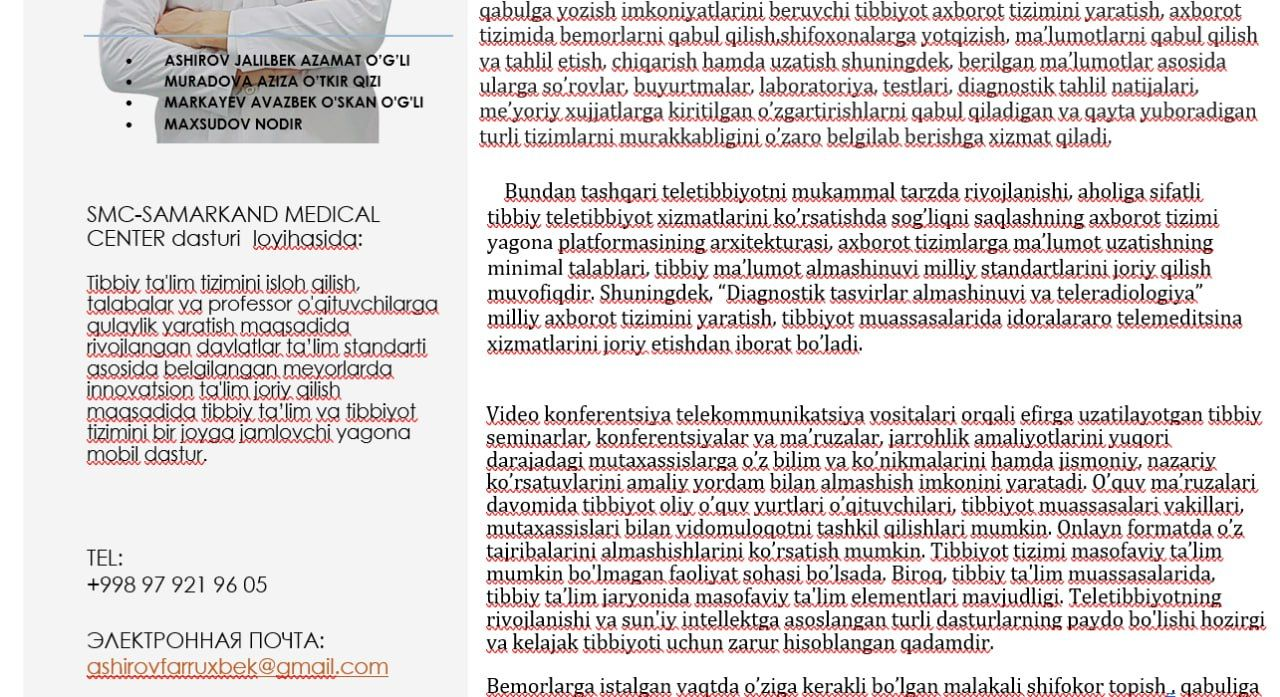 ASHIROV JALILBEK AZAMAT O'G'LI
MURADOVA AZIZA O'TKIR QIZI
MARKAYEV AVAZBEK O'SKAN O'G'LI
MAXSUDOV NODIR
SMC-SAMARKAND MEDICAL
CENTER dasturi loyihasida:
Tibbiy ta'lim tizimini isloh qilish,
talabalar va professor o'qituvchilarga
qulaylik yaratish maqsadida
rivojlangan davlatlar ta'lim standarti
asosida belgilangan meyorlarda
innovatsion ta'lim joriy qilish
maqsadida tibbiy ta'lim va tibbiyot
tizimini bir joyga jamlovchi yagona
mobil dastur.
TEL:
+998 97 921 96 05
ЭЛЕКТРОННАЯ ПОЧТА:
ashirovfarruxbek@gmail.com
qabulga yozish imkoniyatlarini beruvchi tibbiyot axborot tizimini yaratish, axborot
tizimida bemorlarni qabul qilish,shifoxonalarga yotqizish, ma'lumotlarni qabul qilish
va tahlil etish, chiqarish hamda uzatish shuningdek, berilgan ma'lumotlar asosida
ularga so'rovlar, buyurtmalar, laboratoriya, testlari, diagnostik tahlil natijalari,
me'yoriy xujjatlarga kiritilgan o'zgartirishlarni qabul qiladigan va qayta yuboradigan
turli tizimlarni murakkabligini o'zaro belgilab berishga xizmat qiladi,
Bundan tashqari teletibbiyotni mukammal tarzda rivojlanishi, aholiga sifatli
tibbiy teletibbiyot xizmatlarini ko'rsatishda sog'liqni saqlashning axborot tizimi
yagona platformasining arxitekturasi, axborot tizimlarga ma'lumot uzatishning
minimal talablari, tibbiy ma'lumot almashinuvi milliy standartlarini joriy qilish
muvofiqdir. Shuningdek, “Diagnostik tasvirlar almashinuvi va teleradiologiya”
milliy axborot tizimini yaratish, tibbiyot muassasalarida idoralararo telemeditsina
xizmatlarini joriy etishdan iborat bo'ladi.
Video konferentsiya telekommunikatsiya vositalari orqali efirga uzatilayotgan tibbiy
seminarlar, konferentsiyalar va ma'ruzalar, jarrohlik amaliyotlarini yuqori
darajadagi mutaxassislarga o'z bilim va ko'nikmalarini hamda jismoniy, nazariy
ko'rsatuvlarini amaliy yordam bilan almashish imkonini yaratadi. O'quv ma'ruzalari
davomida tibbiyot oliy o'quv yurtlari o'qituvchilari, tibbiyot muassasalari vakillari,
mutaxassislari bilan vidomuloqotni tashkil qilishlari mumkin. Onlayn formatda o'z
tajribalarini almashishlarini ko'rsatish mumkin. Tibbiyot tizimi masofaviy ta'lim
mumkin bo'lmagan faoliyat sohasi bo'lsada, Biroq, tibbiy ta'lim muassasalarida,
tibbiy ta'lim jaryonida masofaviy ta'lim elementlari mavjudligi. Teletibbiyotning
rivoilanishi va sun'iy intellektga asoslangan turli dasturlarning paydo bo'lishi hozirgi
va kelajak tibbiyoti uchun zarur hisoblangan qadamdir.
Bemorlarga istalgan vaqtda o'ziga kerakli bo'lgan malakali shifokor topish , qabuliga